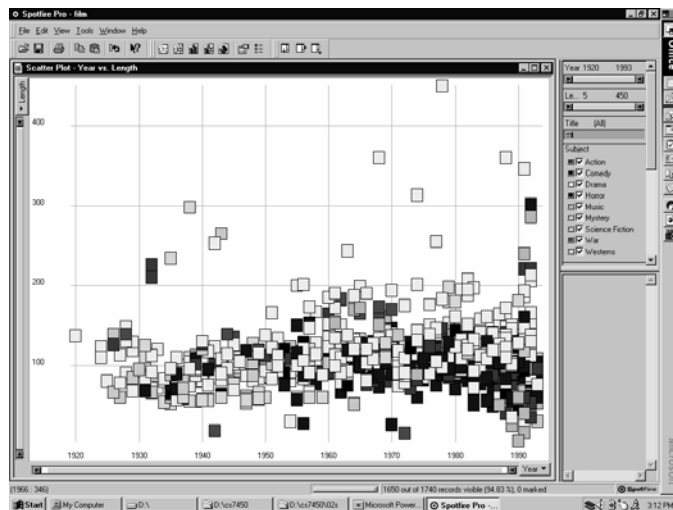 Spotfire Pro - film
File Edit View Tools Window Help
Scatter Plot - Year vs. Length
Length
400
300
200
100
1920 1930 1940 1950 1960 1970 1980 1990
Year
Year 1920 1993
Le... 5 450
Title (All)
Subject
Action
Comedy
Drama
Horror
Music
Mystery
Science Fiction
War
Westerns
Office
(1966 : 346)
1650 out of 1740 records visible (94.83 %), 0 marked
Spotfire
Start
My Computer
D:\
D:\cs7450
D:\cs7450\02s
Microsoft Power...
Spotfire Pro -...
3:12 PM